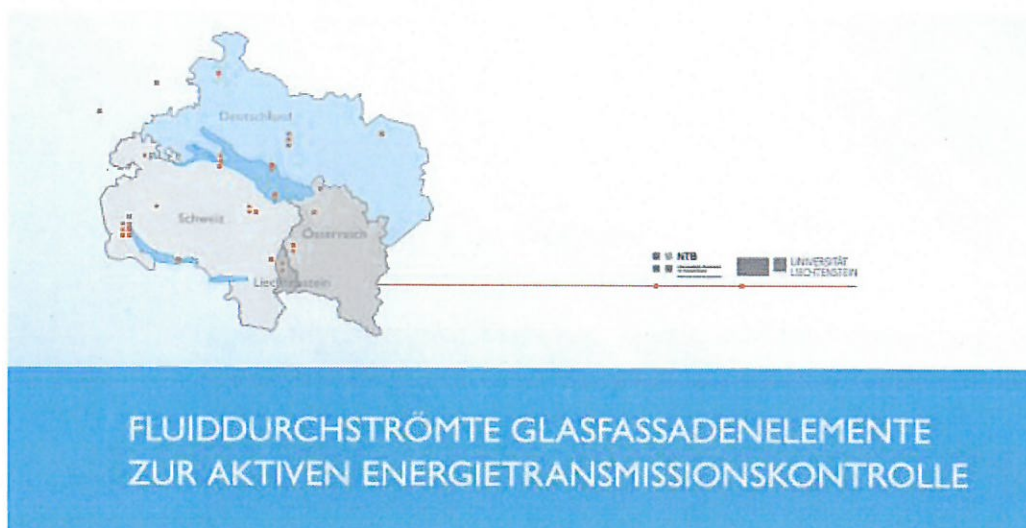 Deutschland
Schweiz
Österreich
Liechtenstein
NTB
UNIVERSITÄT
LIECHTENSTEIN
FLUIDDURCHSTRÖMTE GLASFASSADENELEMENTE
ZUR AKTIVEN ENERGIETRANSMISSIONSKONTROLLE